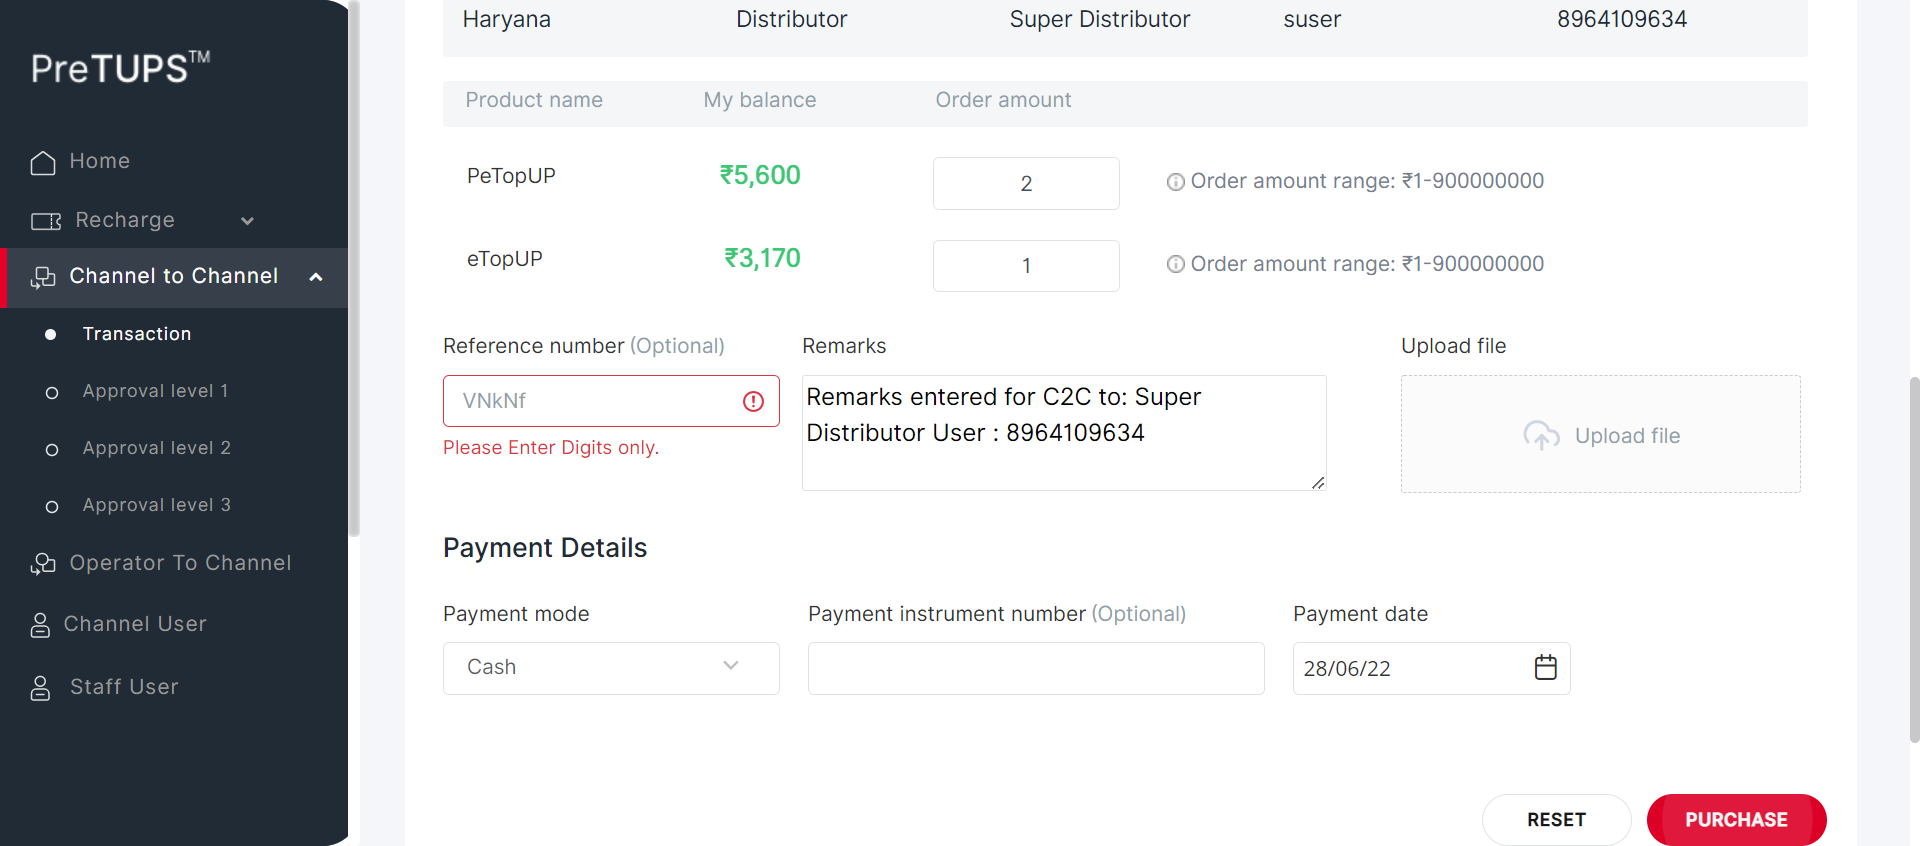 PreTUPS™
Home
Recharge
Channel to Channel
Transaction
Approval level 1
Approval level 2
Approval level 3
Operator To Channel
Channel User
Staff User
Haryana Distributor Super Distributor suser 8964109634
Product name My balance Order amount
PeTopUP ₹5,600 2 Order amount range: ₹1-900000000
eTopUP ₹3,170 1 Order amount range: ₹1-900000000
Reference number (Optional) Remarks Upload file
VNkNf
Please Enter Digits only.
Remarks entered for C2C to: Super
Distributor User : 8964109634
Upload file
Payment Details
Payment mode Payment instrument number (Optional) Payment date
Cash 28/06/22
RESET PURCHASE